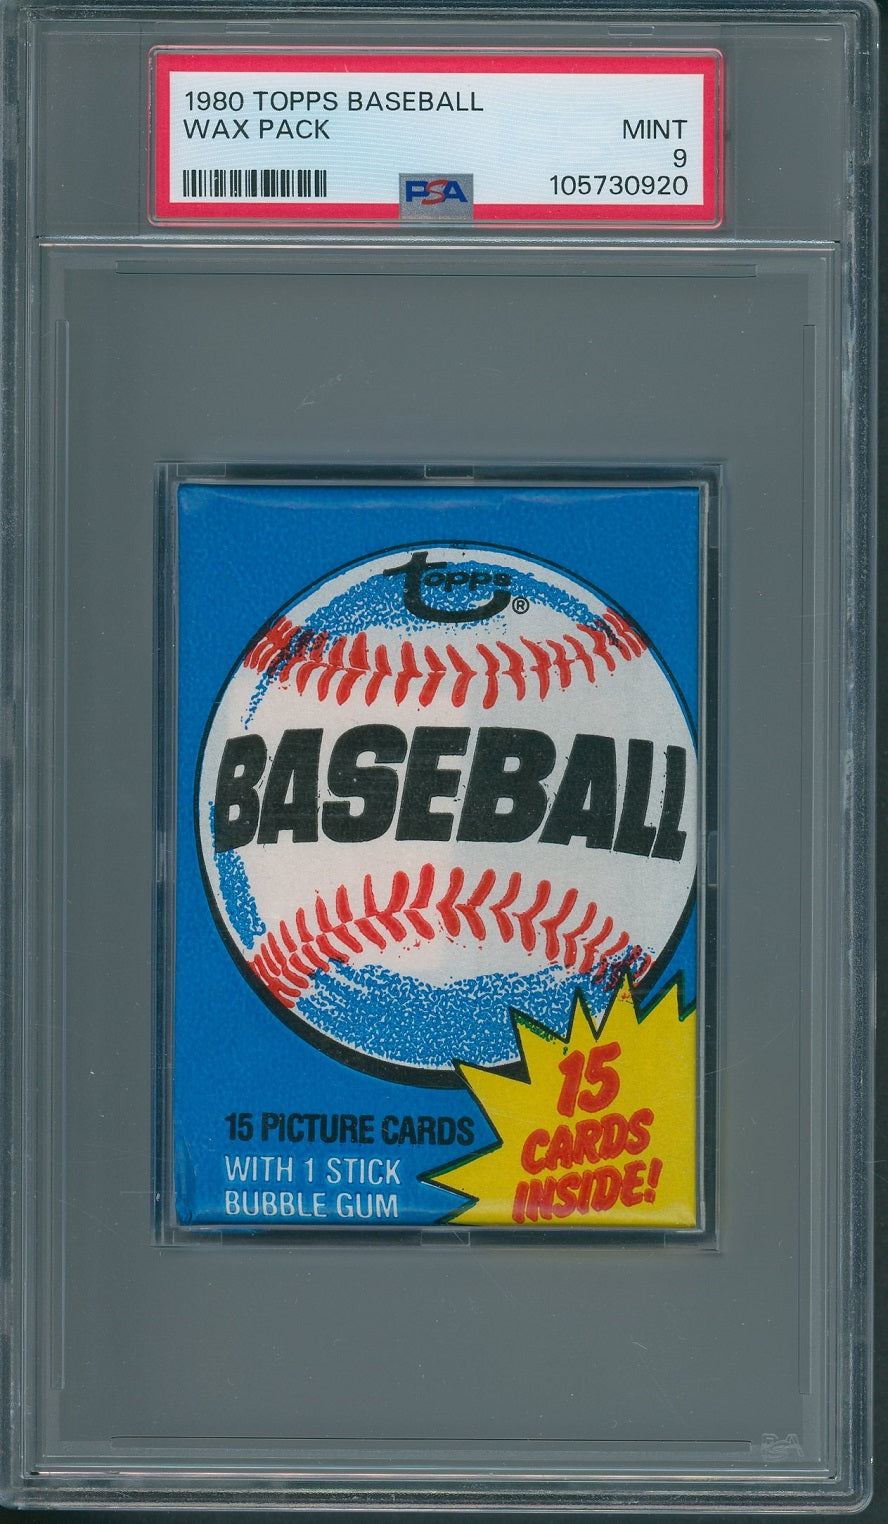 1980 TOPPS BASEBALL
WAX PACK
MINT
9
105730920
PSA
topps®
BASEBALL
15 PICTURE CARDS
WITH 1 STICK
BUBBLE GUM
15
CARDS
INSIDE!
PSA